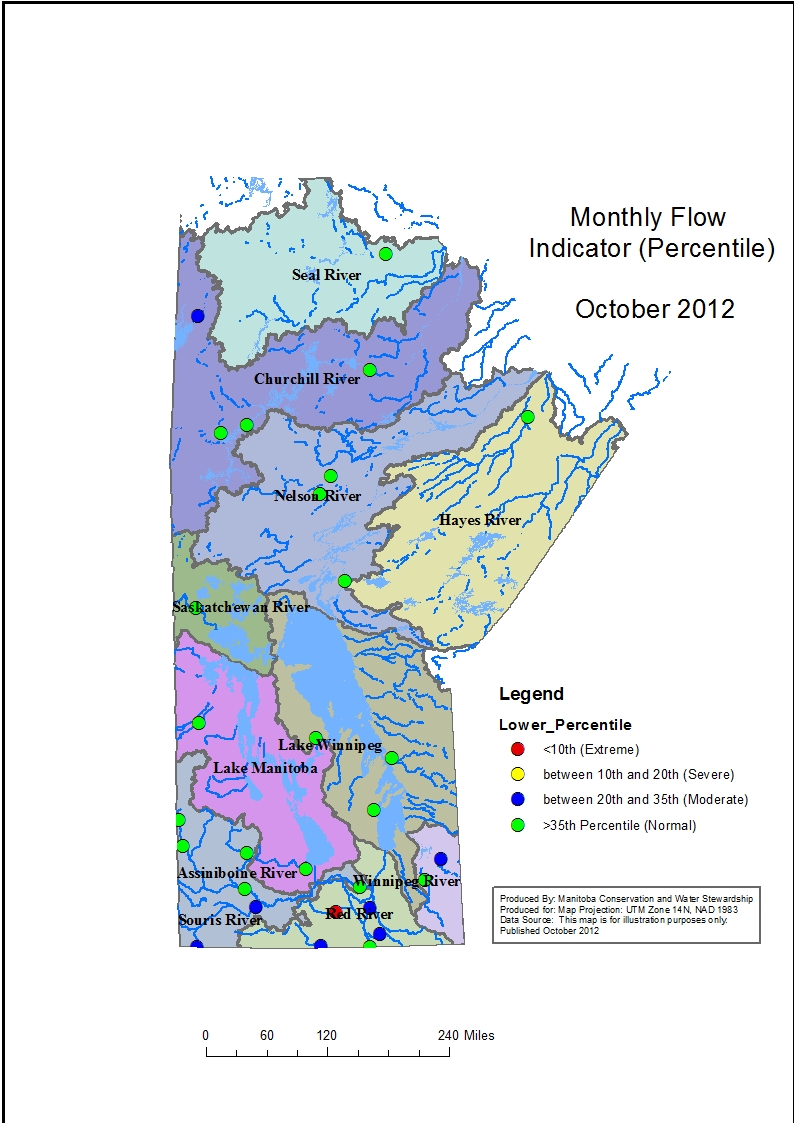 Monthly Flow
Indicator (Percentile)
October 2012
Seal River
Churchill River
Nelson River
Hayes River
Saskatchewan River
Lake Winnipeg
Lake Manitoba
Assiniboine River
Winnipeg River
Souris River
Red River
Legend
Lower_Percentile
<10th (Extreme)
between 10th and 20th (Severe)
between 20th and 35th (Moderate)
>35th Percentile (Normal)
Produced By: Manitoba Conservation and Water Stewardship
Produced for: Map Projection: UTM Zone 14N, NAD 1983
Data Source: This map is for illustration purposes only.
Published October 2012
0 60 120 240 Miles